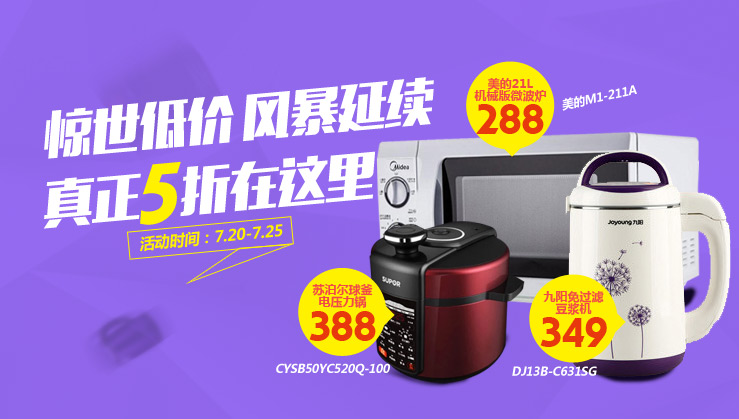 惊世低价 风暴延续
真正5折在这里
活动时间：7.20-7.25
美的21L
机械版微波炉
288
美的M1-211A
Midea
SUPOR
苏泊尔球釜
电压力锅
388
CYSB50YC520Q-100
Joyoung九阳
九阳免过滤
豆浆机
349
DJ13B-C631SG